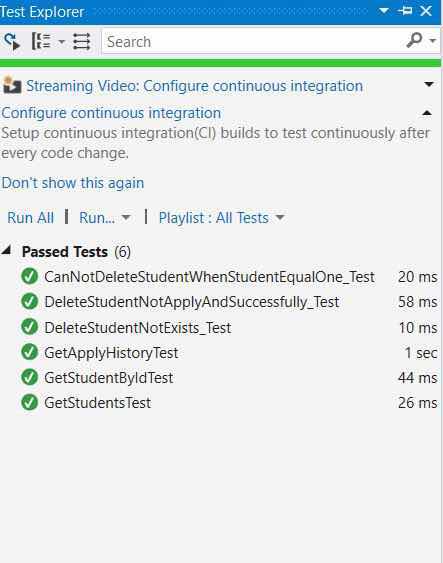 Test Explorer
Search
Streaming Video: Configure continuous integration
Configure continuous integration
Setup continuous integration(CI) builds to test continuously after
every code change.
Don't show this again
Run All | Run... | Playlist : All Tests
Passed Tests (6)
CanNotDeleteStudentWhenStudentEqualOne_Test 20 ms
DeleteStudentNotApplyAndSuccessfully_Test 58 ms
DeleteStudentNotExists_Test 10 ms
GetApplyHistoryTest 1 sec
GetStudentByIdTest 44 ms
GetStudentsTest 26 ms